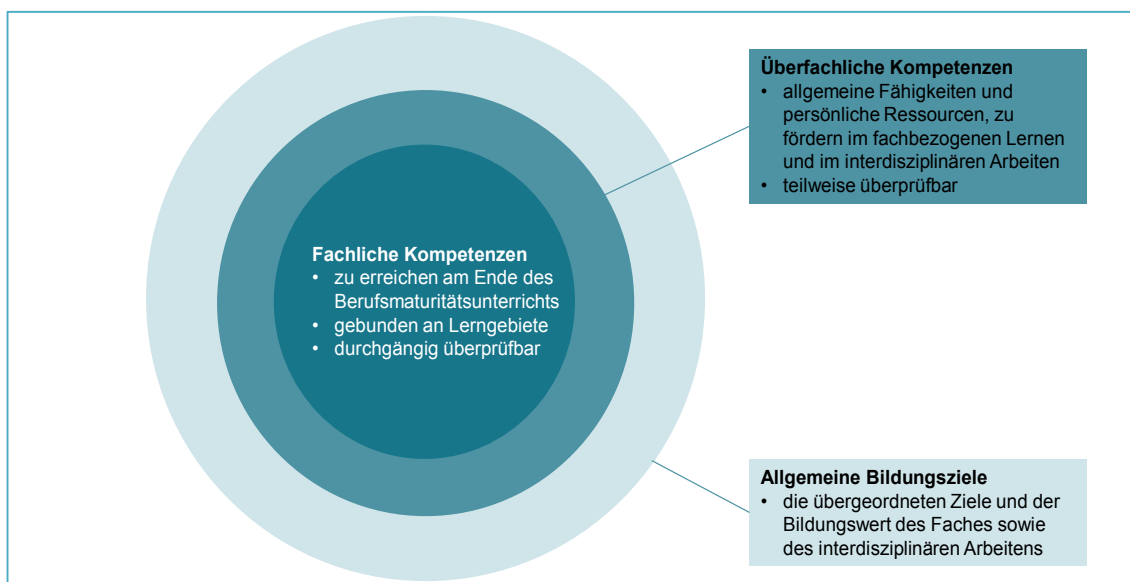 Überfachliche Kompetenzen
• allgemeine Fähigkeiten und
persönliche Ressourcen, zu
fördern im fachbezogenen Lernen
und im interdisziplinären Arbeiten
• teilweise überprüfbar
Fachliche Kompetenzen
• zu erreichen am Ende des
Berufsmaturitätsunterrichts
• gebunden an Lerngebiete
• durchgängig überprüfbar
Allgemeine Bildungsziele
• die übergeordneten Ziele und der
Bildungswert des Faches sowie
des interdisziplinären Arbeitens